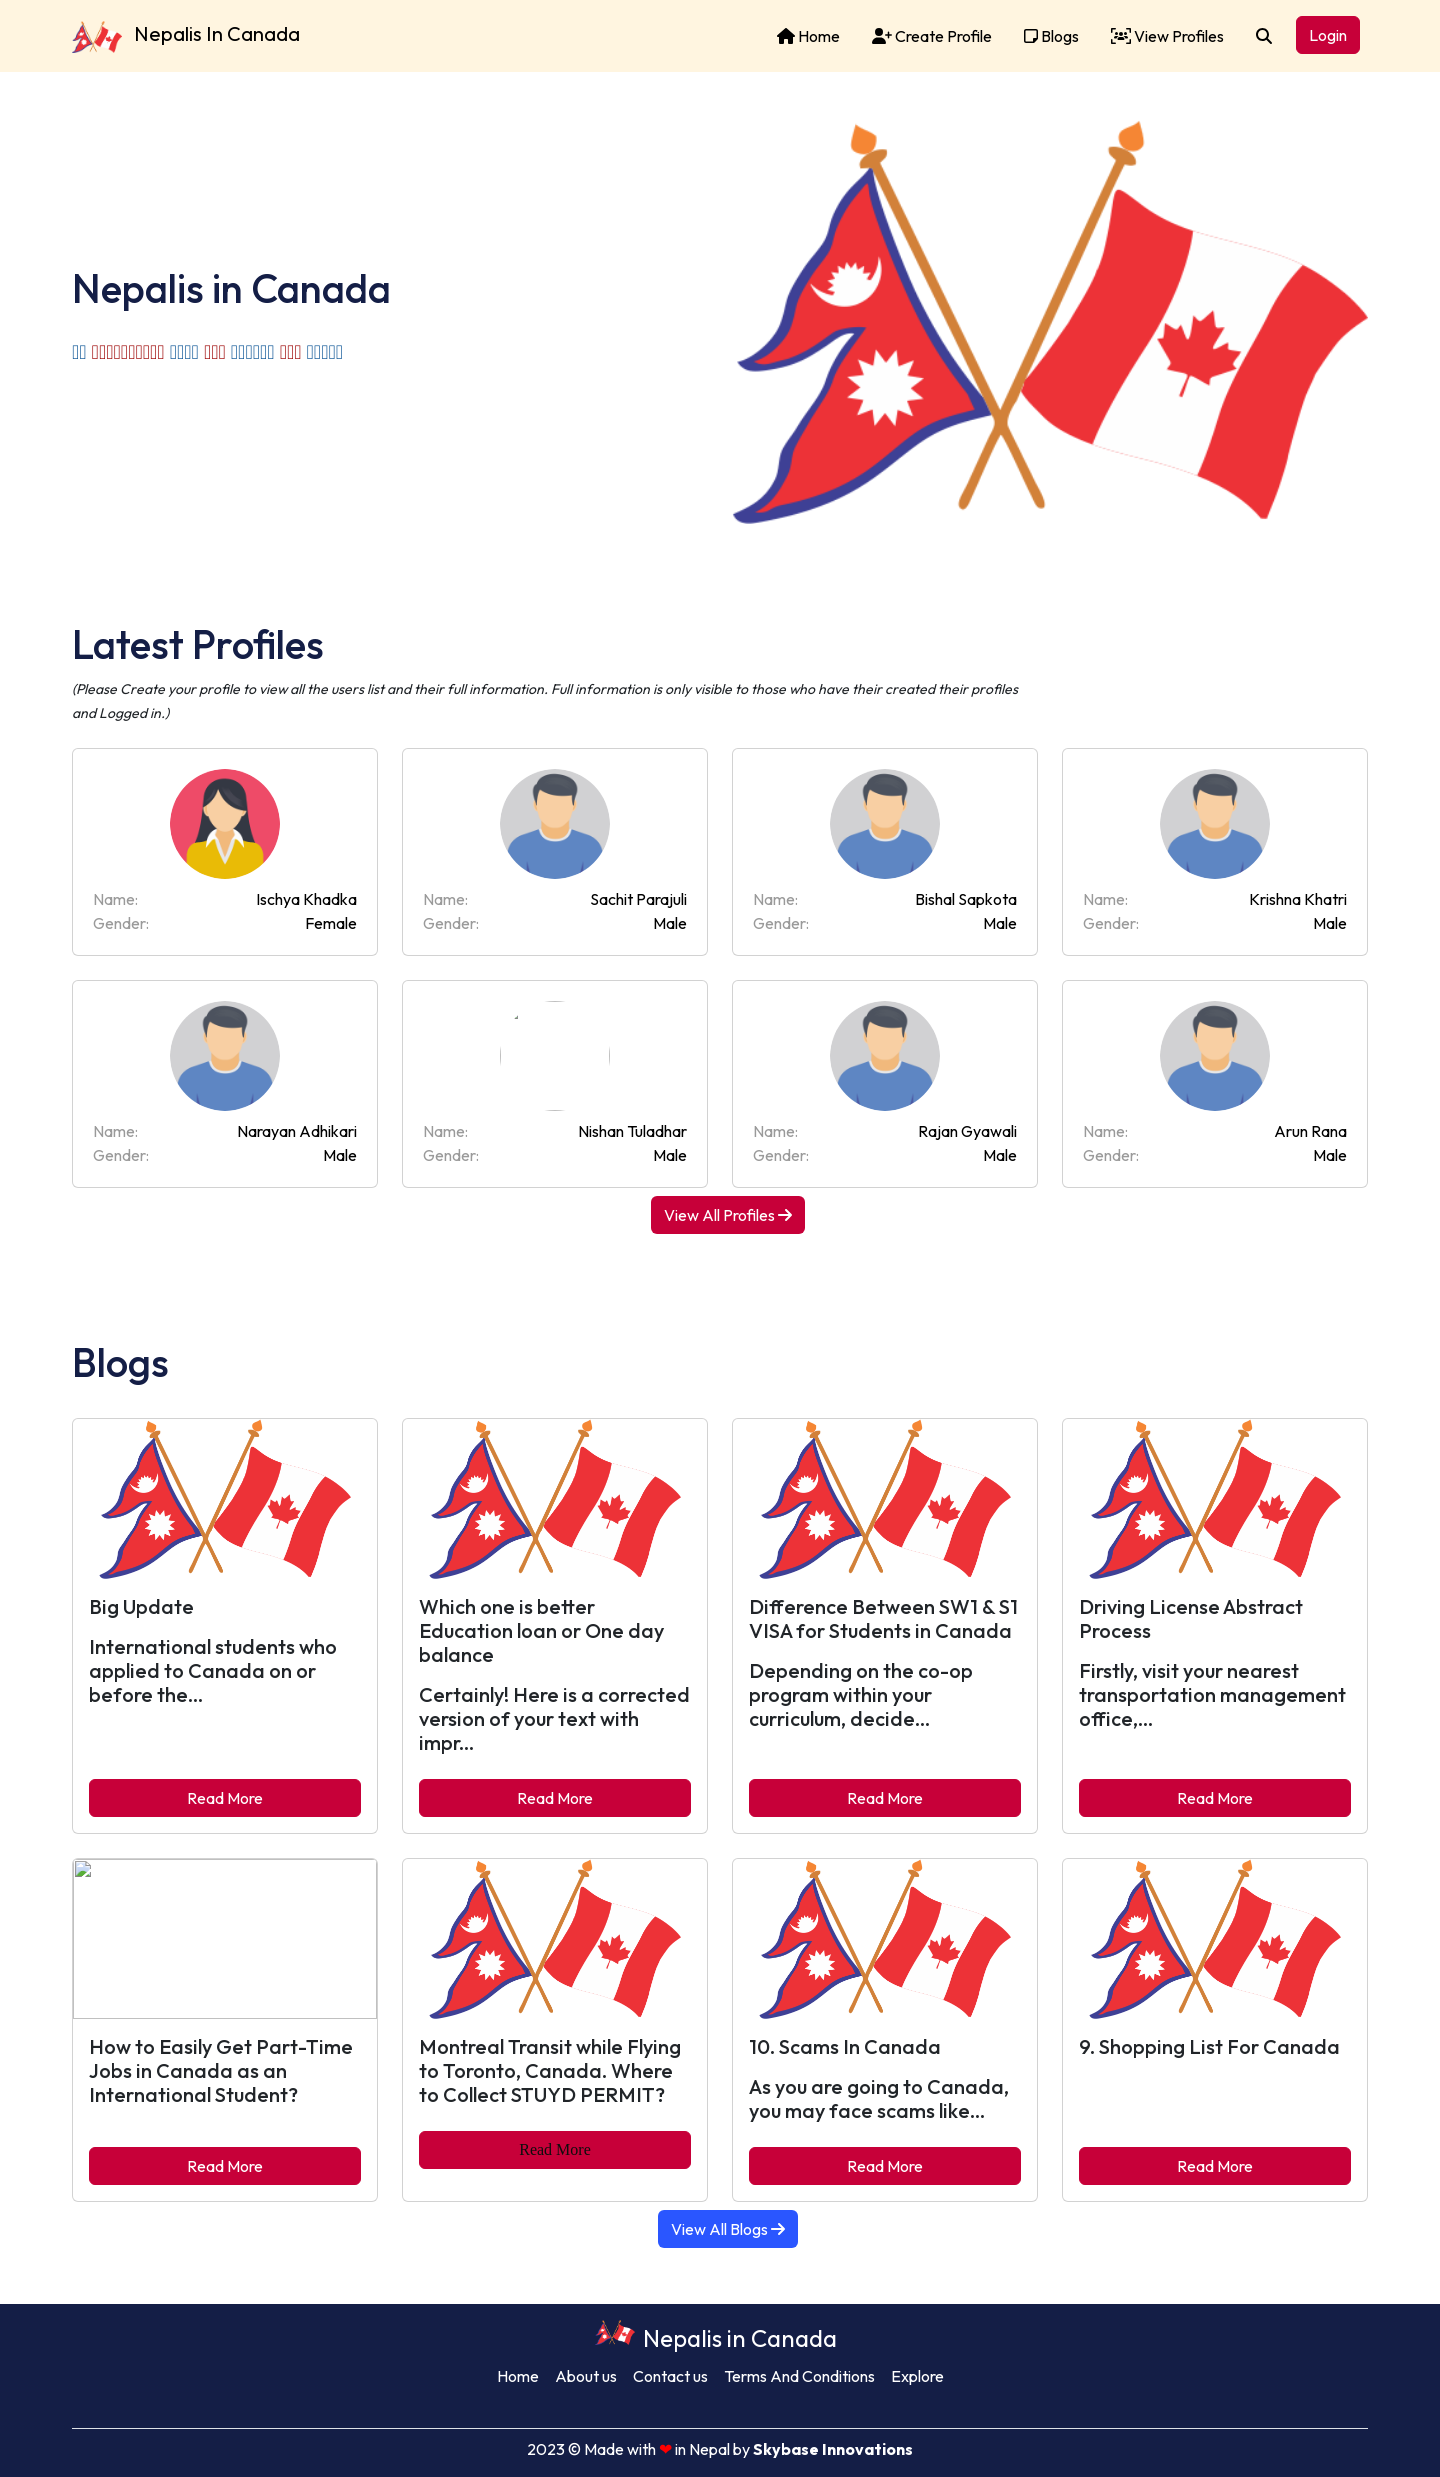 Nepalis In Canada
Home
Create Profile
Blogs
View Profiles
Login
Nepalis in Canada
Latest Profiles
(Please Create your profile to view all the users list and their full information. Full information is only visible to those who have their created their profiles
and Logged in.)
Name: Ischya Khadka
Gender: Female
Name: Sachit Parajuli
Gender: Male
Name: Bishal Sapkota
Gender: Male
Name: Krishna Khatri
Gender: Male
Name: Narayan Adhikari
Gender: Male
Name: Nishan Tuladhar
Gender: Male
Name: Rajan Gyawali
Gender: Male
Name: Arun Rana
Gender: Male
View All Profiles
Blogs
Big Update
International students who
applied to Canada on or
before the...
Read More
Which one is better
Education loan or One day
balance
Certainly! Here is a corrected
version of your text with
impr...
Read More
Difference Between SW1 & S1
VISA for Students in Canada
Depending on the co-op
program within your
curriculum, decide...
Read More
Driving License Abstract
Process
Firstly, visit your nearest
transportation management
office,...
Read More
How to Easily Get Part-Time
Jobs in Canada as an
International Student?
Read More
Montreal Transit while Flying
to Toronto, Canada. Where
to Collect STUYD PERMIT?
Read More
10. Scams In Canada
As you are going to Canada,
you may face scams like...
Read More
9. Shopping List For Canada
Read More
View All Blogs
Nepalis in Canada
Home
About us
Contact us
Terms And Conditions
Explore
2023 © Made with ❤ in Nepal by Skybase Innovations